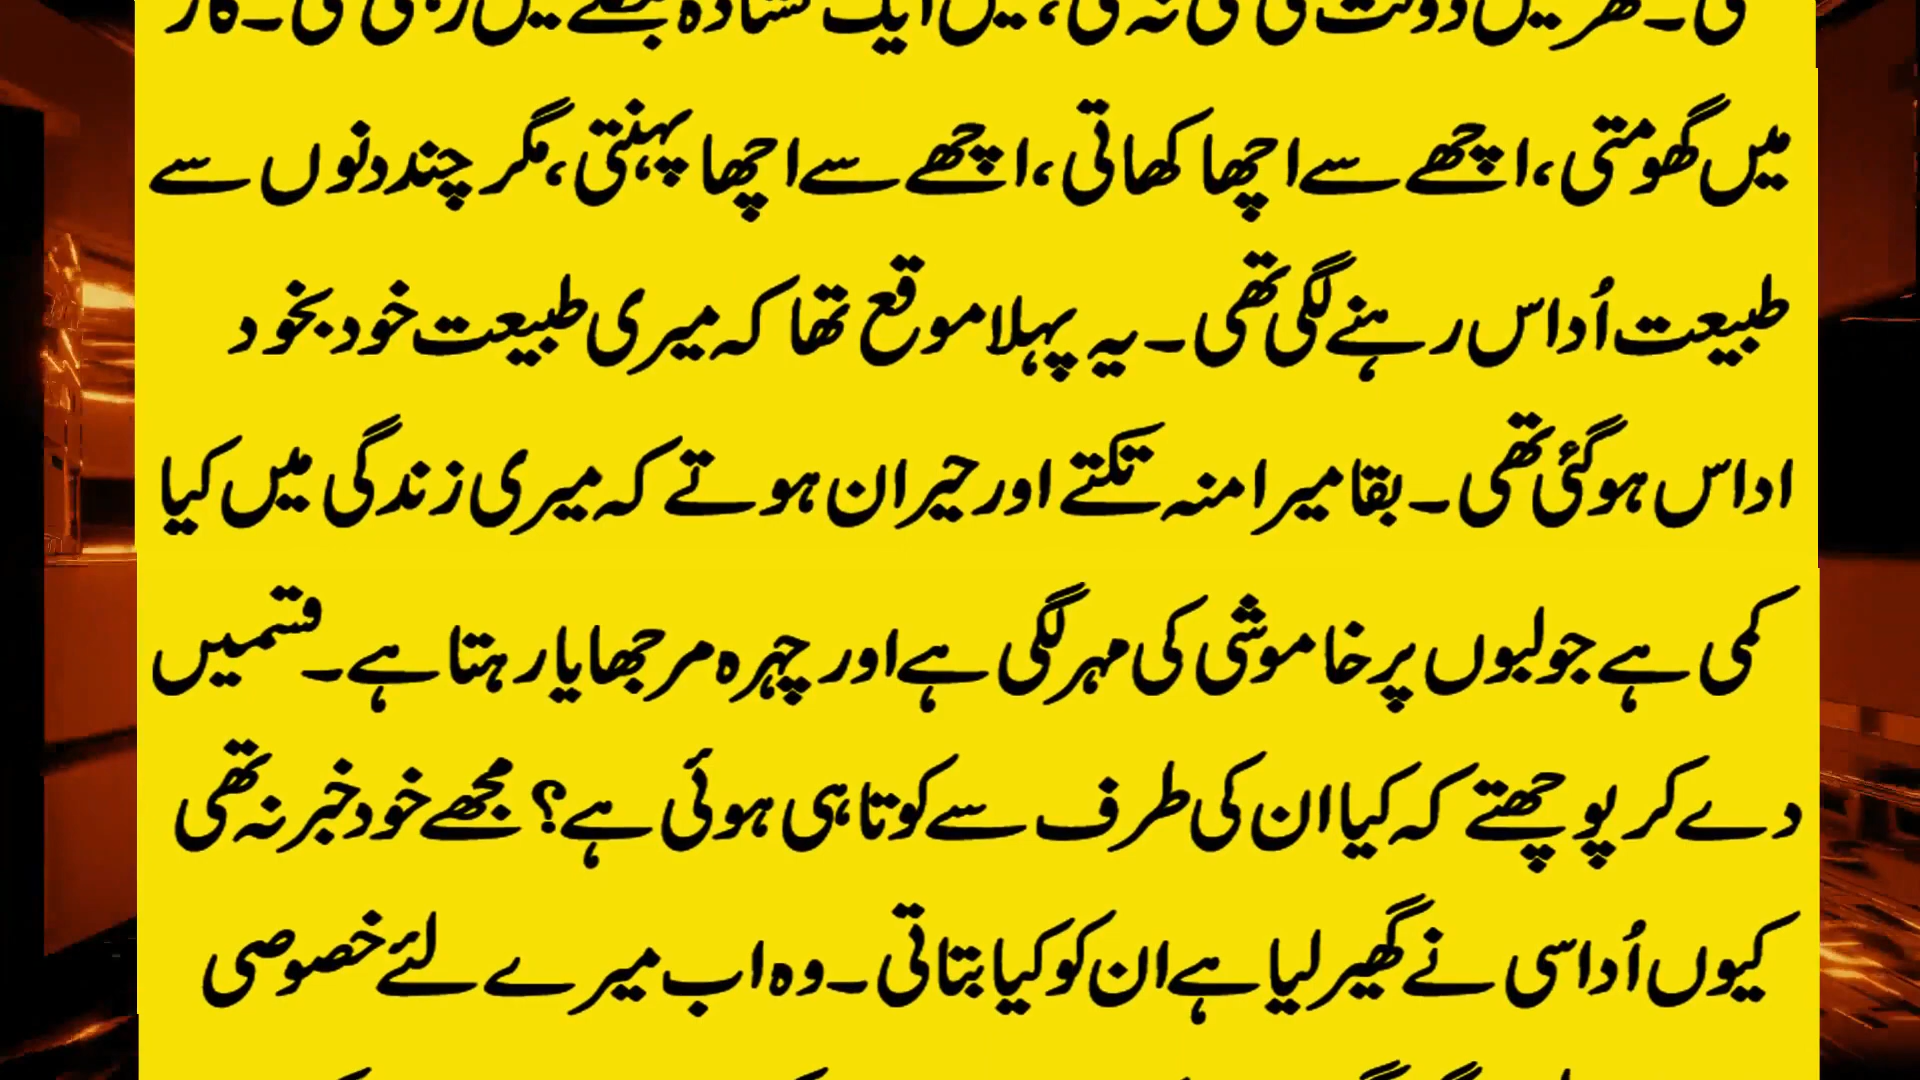 میں گھومتی، اچھے سے اچھا کھاتی، اچھے سے اچھا پہنتی، مگر چند دنوں سے
طبیعت اُداس رہنے لگی تھی۔ یہ پہلا موقع تھا کہ میری طبیعت خود بخود
اداس ہو گئی تھی۔ بقا میرا منہ تکتے اور حیران ہوتے کہ میری زندگی میں کیا
کمی ہے جو لبوں پر خاموشی کی مہر لگی ہے اور چہرہ مرجھایا رہتا ہے۔ قسمیں
دے کر پوچھتے کہ کیا ان کی طرف سے کوتاہی ہوئی ہے؟ مجھے خود خبر نہ تھی
کیوں اُداسی نے گھیر لیا ہے ان کو کیا بتاتی۔ وہ اب میرے لئے خصوصی